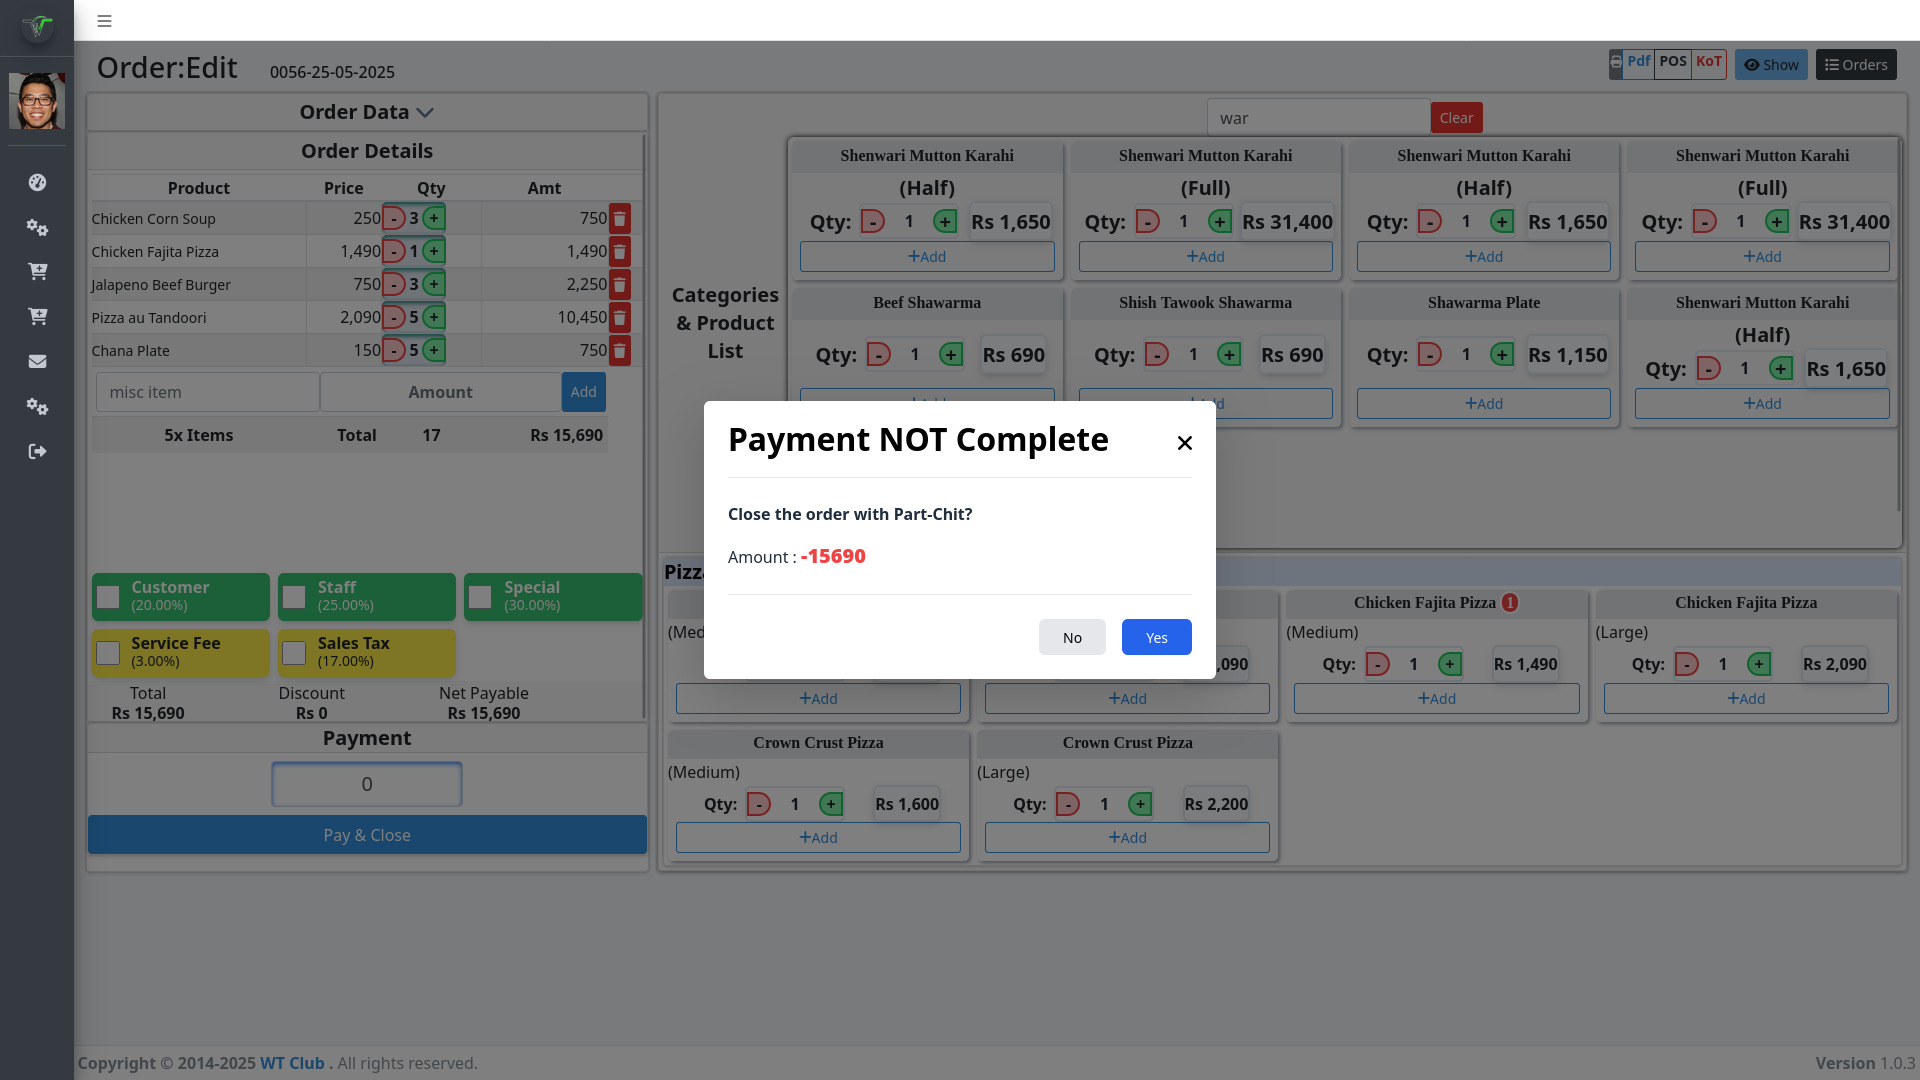 Order:Edit
0056-25-05-2025
Pdf
POS
KoT
Show
Orders
Order Data
Order Details
Product Price Qty Amt
Chicken Corn Soup 250 - 3 + 750
Chicken Fajita Pizza 1,490 - 1 + 1,490
Jalapeno Beef Burger 750 - 3 + 2,250
Pizza au Tandoori 2,090 - 5 + 10,450
Chana Plate 150 - 5 + 750
misc item Amount Add
5x Items Total 17 Rs 15,690
Customer
(20.00%)
Staff
(25.00%)
Special
(30.00%)
Service Fee
(3.00%)
Sales Tax
(17.00%)
Total Discount Net Payable
Rs 15,690 Rs 0 Rs 15,690
Payment
0
Pay & Close
war Clear
Categories
& Product
List
Shenwari Mutton Karahi
(Half)
Qty: - 1 + Rs 1,650
+Add
Shenwari Mutton Karahi
(Full)
Qty: - 1 + Rs 31,400
+Add
Shenwari Mutton Karahi
(Half)
Qty: - 1 + Rs 1,650
+Add
Shenwari Mutton Karahi
(Full)
Qty: - 1 + Rs 31,400
+Add
Beef Shawarma
Qty: - 1 + Rs 690
Shish Tawook Shawarma
Qty: - 1 + Rs 690
Shawarma Plate
Qty: - 1 + Rs 1,150
+Add
Shenwari Mutton Karahi
(Half)
Qty: - 1 + Rs 1,650
+Add
Payment NOT Complete
Close the order with Part-Chit?
Amount : -15690
No
Yes
+Add
+Add
Chicken Fajita Pizza 1
(Medium)
Qty: - 1 + Rs 1,490
+Add
Chicken Fajita Pizza
(Large)
Qty: - 1 + Rs 2,090
+Add
Crown Crust Pizza
(Medium)
Qty: - 1 + Rs 1,600
+Add
Crown Crust Pizza
(Large)
Qty: - 1 + Rs 2,200
+Add
Copyright © 2014-2025 WT Club . All rights reserved.
Version 1.0.3